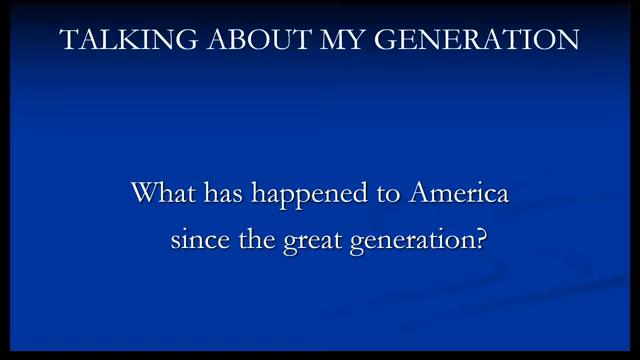 TALKING ABOUT MY GENERATION
What has happened to America
since the great generation?